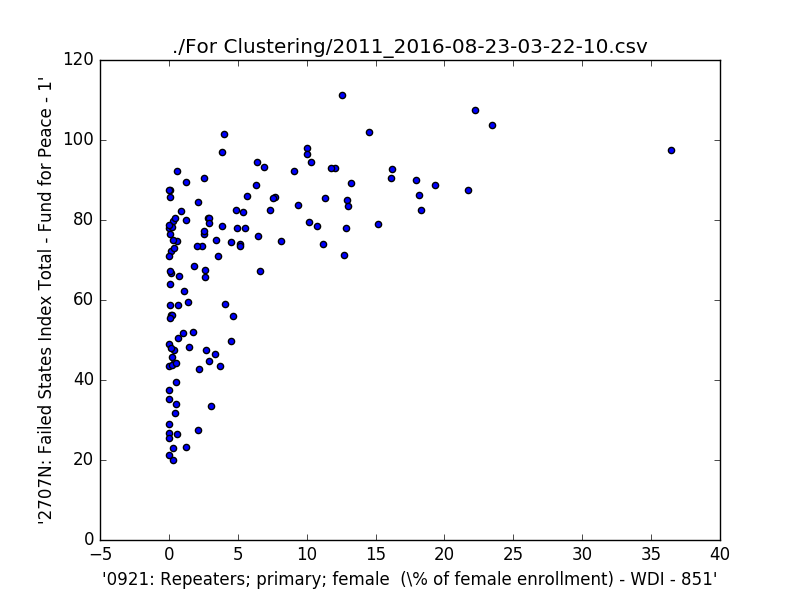 ./For Clustering/2011_2016-08-23-03-22-10.csv
'2707N: Failed States Index Total - Fund for Peace - 1'
120
100
80
60
40
20
0
−5 0 5 10 15 20 25 30 35 40
'0921: Repeaters; primary; female  (\% of female enrollment) - WDI - 851'